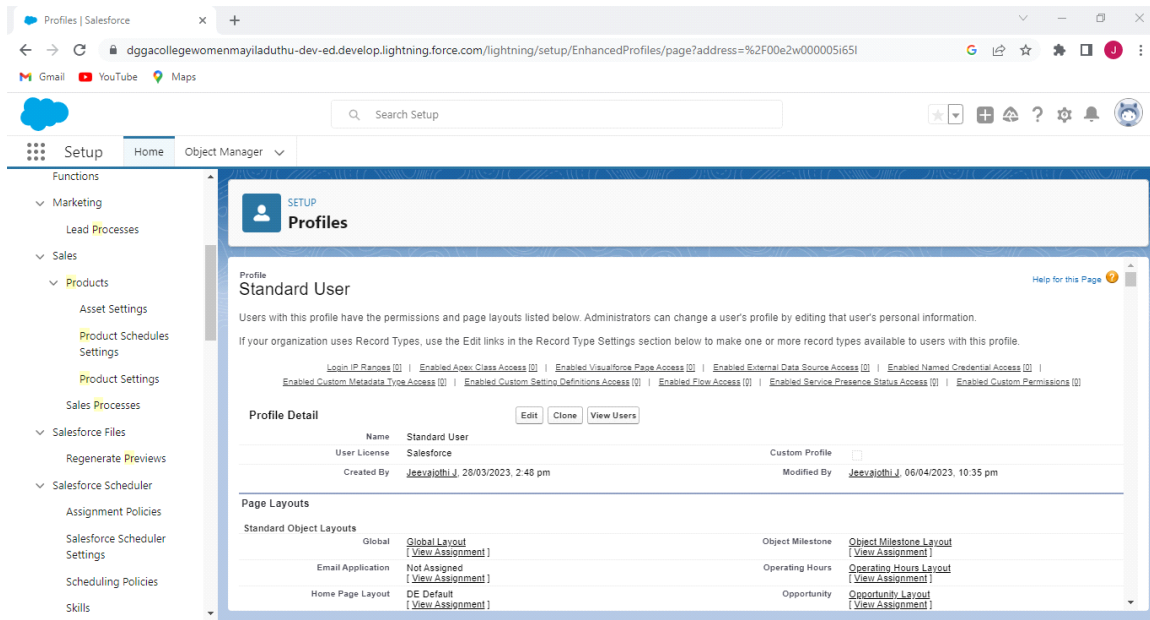 Profiles | Salesforce
dggacollegewomenmayiladuthu-dev-ed.develop.lightning.force.com/lightning/setup/EnhancedProfiles/page?address=%2F00e2w000005i65I
G
J
Gmail
YouTube
Maps
Search Setup
Setup
Home
Object Manager
Functions
Marketing
Lead Processes
Sales
Products
Asset Settings
Product Schedules
Settings
Product Settings
Sales Processes
Salesforce Files
Regenerate Previews
Salesforce Scheduler
Assignment Policies
Salesforce Scheduler
Settings
Scheduling Policies
Skills
SETUP
Profiles
Profile
Standard User
Help for this Page ?
Users with this profile have the permissions and page layouts listed below. Administrators can change a user's profile by editing that user's personal information.
If your organization uses Record Types, use the Edit links in the Record Type Settings section below to make one or more record types available to users with this profile.
Login IP Ranges [0] | Enabled Apex Class Access [0] | Enabled Visualforce Page Access [0] | Enabled External Data Source Access [0] | Enabled Named Credential Access [0] |
Enabled Custom Metadata Type Access [0] | Enabled Custom Setting Definitions Access [0] | Enabled Flow Access [0] | Enabled Service Presence Status Access [0] | Enabled Custom Permissions [0]
Profile Detail Edit Clone View Users
Name Standard User
User License Salesforce Custom Profile
Created By Jeevajothi J, 28/03/2023, 2:48 pm Modified By Jeevajothi J, 06/04/2023, 10:35 pm
Page Layouts
Standard Object Layouts
Global Global Layout Object Milestone Object Milestone Layout
[ View Assignment ] [ View Assignment ]
Email Application Not Assigned Operating Hours Operating Hours Layout
[ View Assignment ] [ View Assignment ]
Home Page Layout DE Default Opportunity Opportunity Layout
[ View Assignment ] [ View Assignment ]